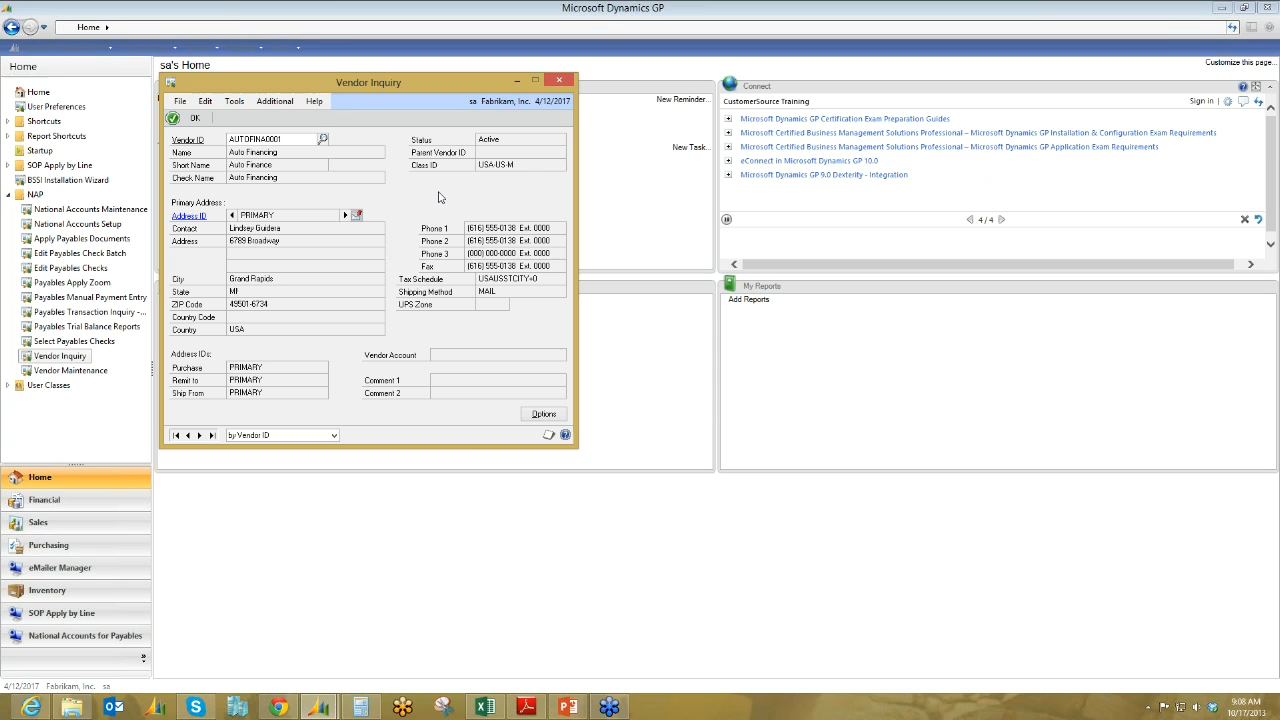 Microsoft Dynamics GP
Home
Home
sa's Home
Customize this page...
Home
User Preferences
Shortcuts
Report Shortcuts
Startup
SOP Apply by Line
BSSI Installation Wizard
NAP
National Accounts Maintenance
National Accounts Setup
Apply Payables Documents
Edit Payables Check Batch
Edit Payables Checks
Payables Apply Zoom
Payables Manual Payment Entry
Payables Transaction Inquiry -...
Payables Trial Balance Reports
Select Payables Checks
Vendor Inquiry
Vendor Maintenance
User Classes
Home
Financial
Sales
Purchasing
eMailer Manager
Inventory
SOP Apply by Line
National Accounts for Payables
4/12/2017 Fabrikam, Inc. sa
Vendor Inquiry
File Edit Tools Additional Help
sa Fabrikam, Inc. 4/12/2017
OK
Vendor ID AUTOFINA0001
Name Auto Financing
Short Name Auto Finance
Check Name Auto Financing
Status Active
Parent Vendor ID
Class ID USA-US-M
Primary Address:
Address ID PRIMARY
Contact Lindsey Guidera
Address 6789 Broadway
City Grand Rapids
State MI
ZIP Code 49501-6734
Country Code
Country USA
Phone 1 (616) 555-0138 Ext. 0000
Phone 2 (616) 555-0138 Ext. 0000
Phone 3 (000) 000-0000 Ext. 0000
Fax (616) 555-0138 Ext. 0000
Tax Schedule USAUSSTCITY+0
Shipping Method MAIL
UPS Zone
Address IDs:
Purchase PRIMARY
Remit to PRIMARY
Ship From PRIMARY
Vendor Account
Comment 1
Comment 2
Options
by Vendor ID
New Reminder...
New Task...
Connect
CustomerSource Training
Sign in
Microsoft Dynamics GP Certification Exam Preparation Guides
Microsoft Certified Business Management Solutions Professional – Microsoft Dynamics GP Installation & Configuration Exam Requirements
Microsoft Certified Business Management Solutions Professional – Microsoft Dynamics GP Application Exam Requirements
eConnect in Microsoft Dynamics GP 10.0
Microsoft Dynamics GP 9.0 Dexterity - Integration
4 / 4
My Reports
Add Reports
9:08 AM
10/17/2013